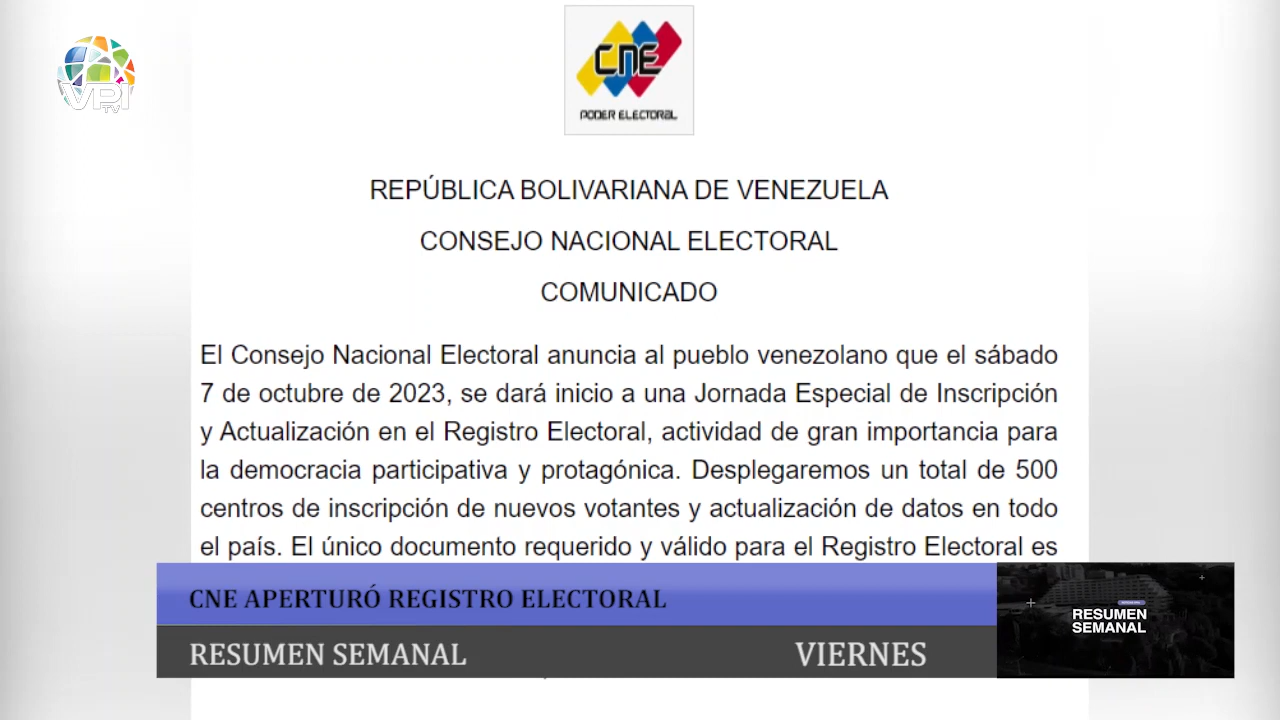 CNE
PODER ELECTORAL
VPI
TV
REPÚBLICA BOLIVARIANA DE VENEZUELA
CONSEJO NACIONAL ELECTORAL
COMUNICADO
El Consejo Nacional Electoral anuncia al pueblo venezolano que el sábado
7 de octubre de 2023, se dará inicio a una Jornada Especial de Inscripción
y Actualización en el Registro Electoral, actividad de gran importancia para
la democracia participativa y protagónica. Desplegaremos un total de 500
centros de inscripción de nuevos votantes y actualización de datos en todo
el país. El único documento requerido y válido para el Registro Electoral es
CNE APERTURÓ REGISTRO ELECTORAL
RESUMEN SEMANAL
VIERNES
RESUMEN
SEMANAL